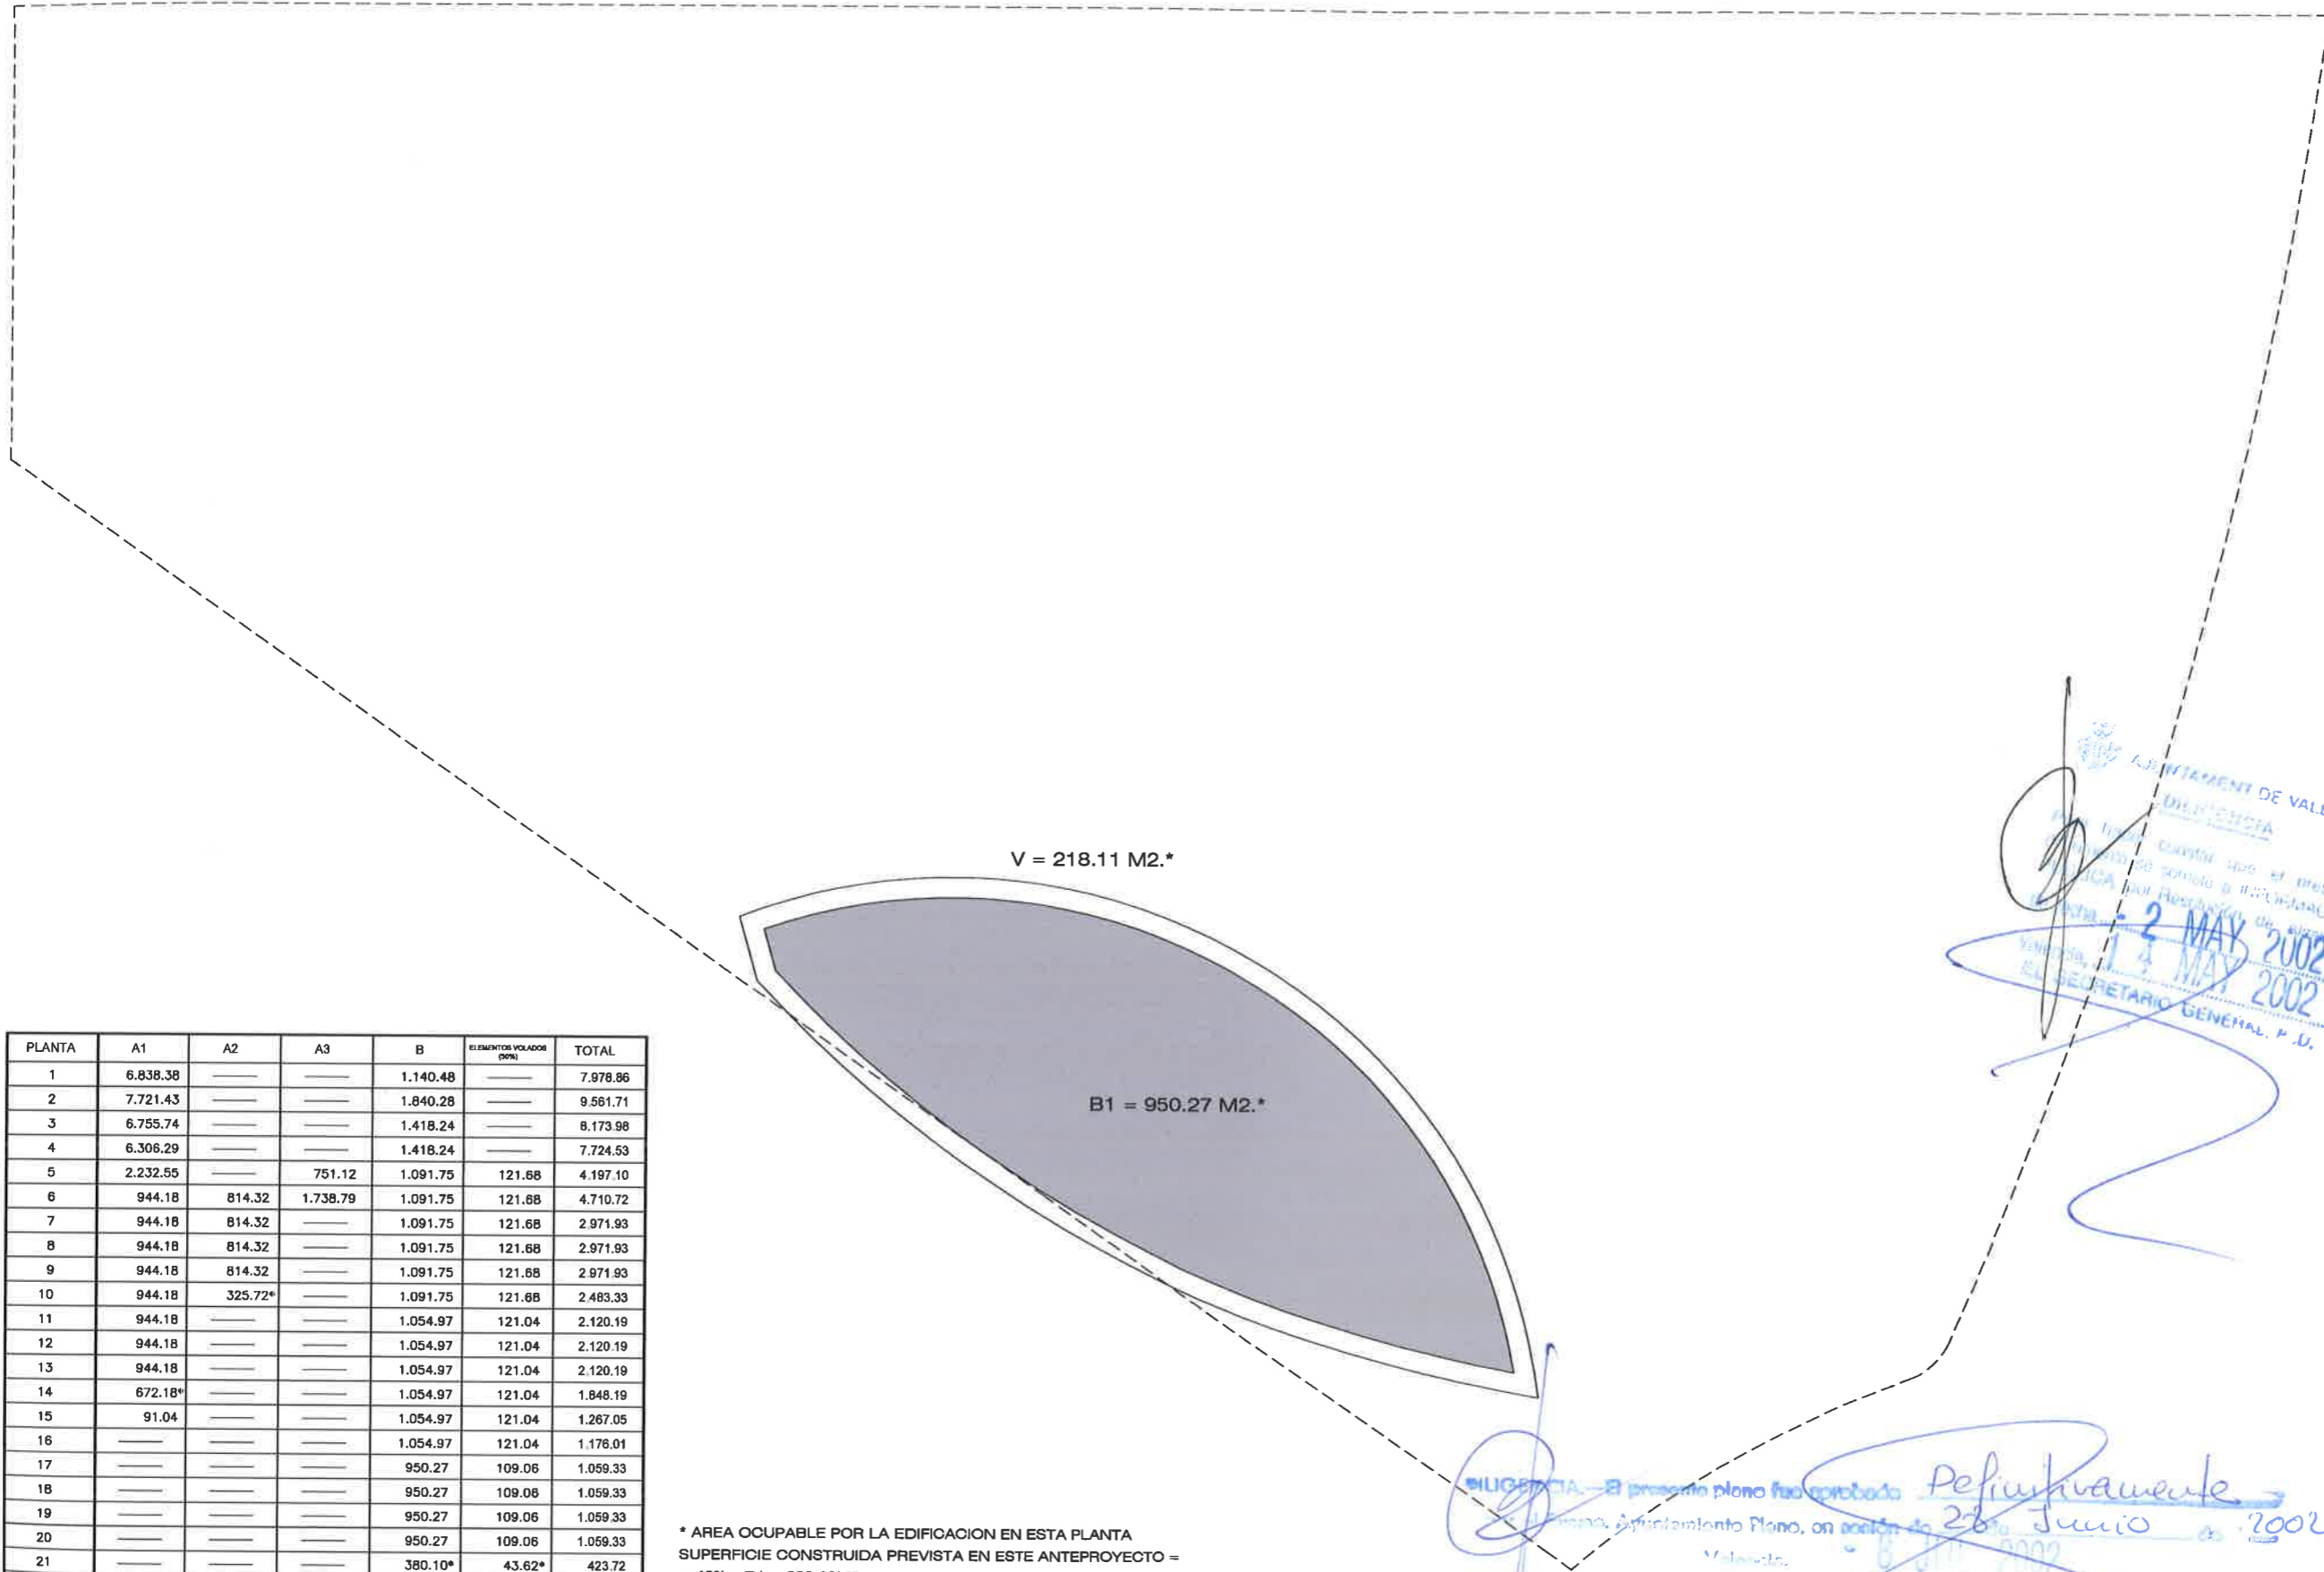 V = 218.11 M2.*
B1 = 950.27 M2.*
AJUNTAMENT DE
DILIGENCIA
constar que el
se somete a
por Resolución de
- 2 MAY 2002
14 MAY 2002
EL SECRETARIO GENERAL, P.D.
PLANTA A1 A2 A3 B ELEMENTOS VOLADOS (50%) TOTAL
1 6.838.38 —— —— 1.140.48 —— 7.978.86
2 7.721.43 —— —— 1.840.28 —— 9.561.71
3 6.755.74 —— —— 1.418.24 —— 8.173.98
4 6.306.29 —— —— 1.418.24 —— 7.724.53
5 2.232.55 —— 751.12 1.091.75 121.68 4.197.10
6 944.18 814.32 1.738.79 1.091.75 121.68 4.710.72
7 944.18 814.32 —— 1.091.75 121.68 2.971.93
8 944.18 814.32 —— 1.091.75 121.68 2.971.93
9 944.18 814.32 —— 1.091.75 121.68 2.971.93
10 944.18 325.72* —— 1.091.75 121.68 2.483.33
11 944.18 —— —— 1.054.97 121.04 2.120.19
12 944.18 —— —— 1.054.97 121.04 2.120.19
13 944.18 —— —— 1.054.97 121.04 2.120.19
14 672.18* —— —— 1.054.97 121.04 1.848.19
15 91.04 —— —— 1.054.97 121.04 1.267.05
16 —— —— —— 1.054.97 121.04 1.176.01
17 —— —— —— 950.27 109.06 1.059.33
18 —— —— —— 950.27 109.06 1.059.33
19 —— —— —— 950.27 109.06 1.059.33
20 —— —— —— 950.27 109.06 1.059.33
21 —— —— —— 380.10* 43.62* 423.72
* AREA OCUPABLE POR LA EDIFICACION EN ESTA PLANTA
SUPERFICIE CONSTRUIDA PREVISTA EN ESTE ANTEPROYECTO =
DILIGENCIA.—El presente plano fue aprobado Definitivamente
Ayuntamiento Pleno, en sesión de 28 Junio de 2002
Valencia,